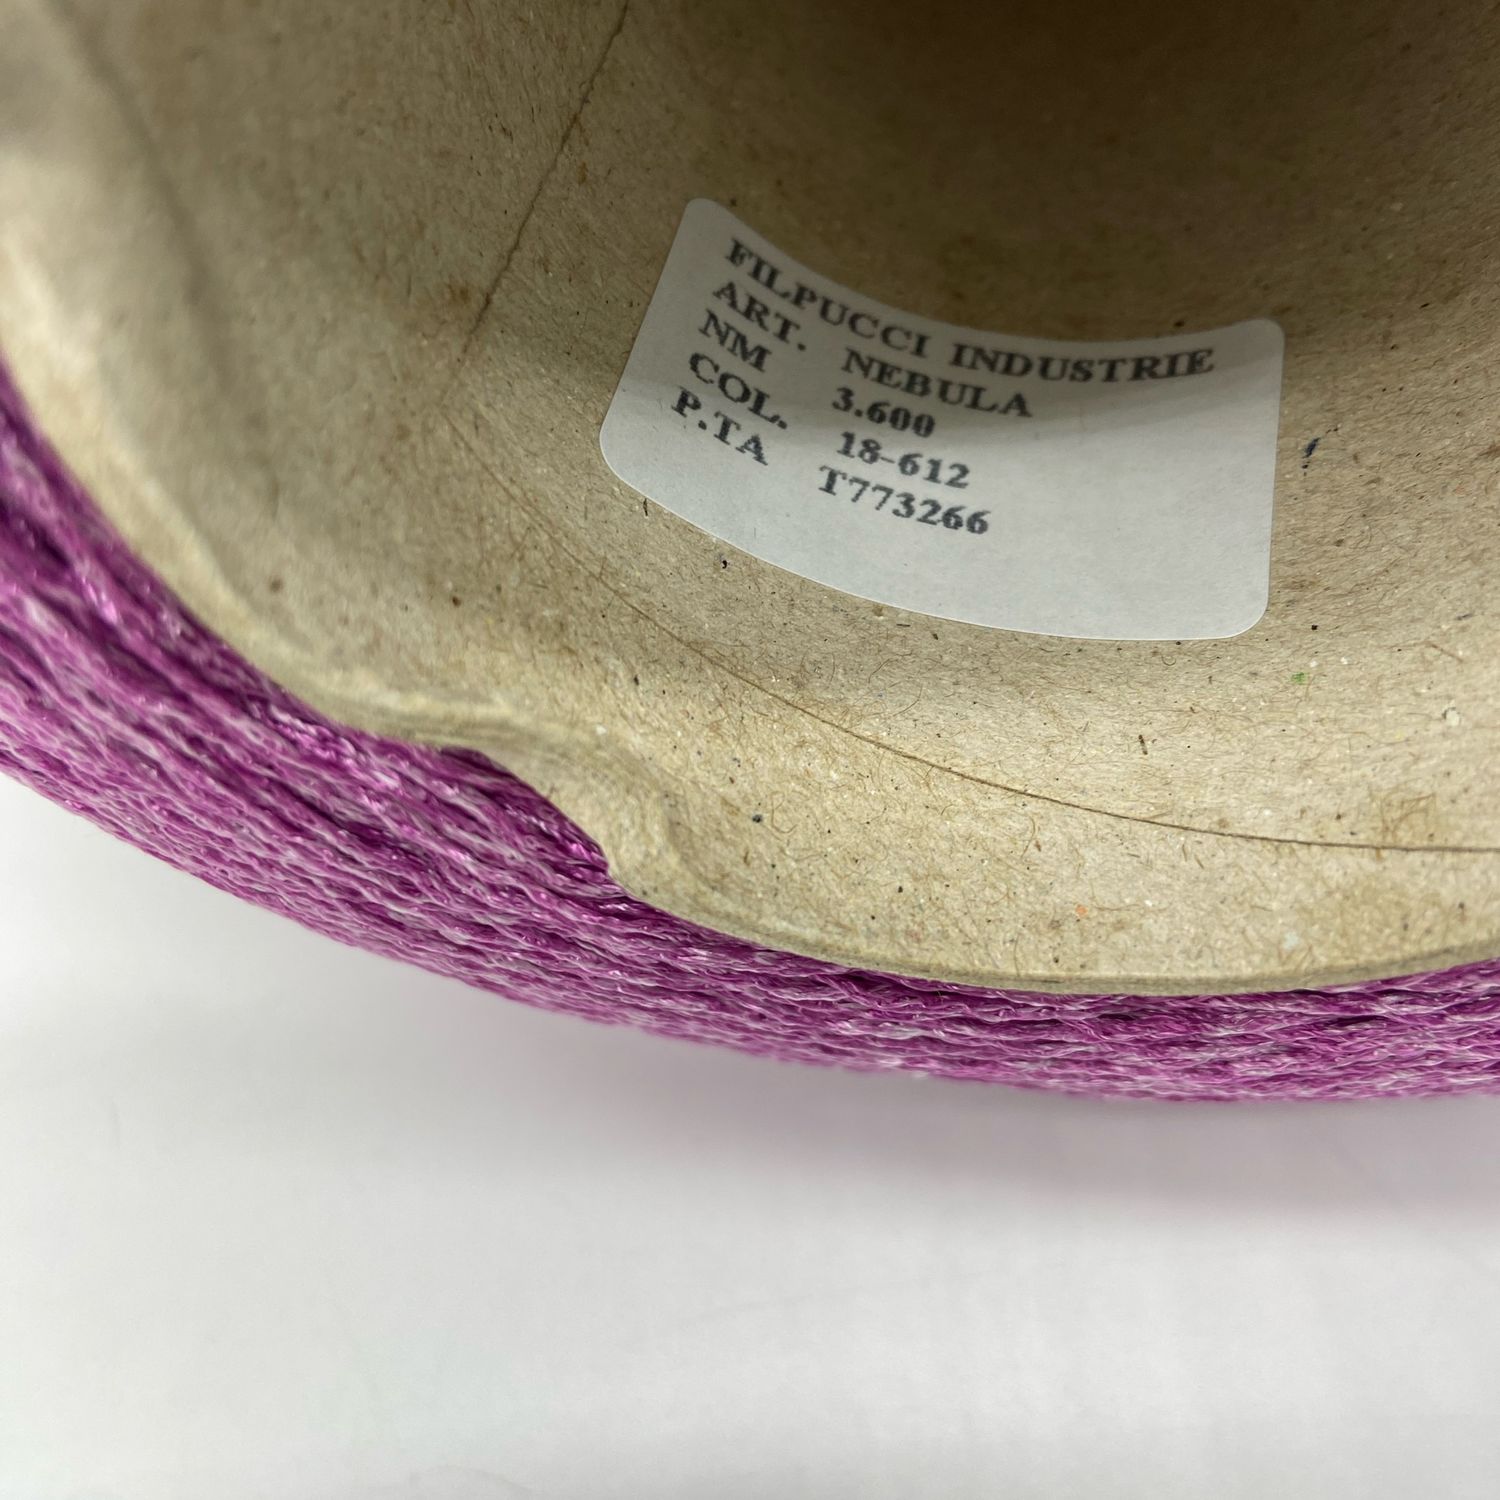 FILPUCCI INDUSTRIE
ART. NEBULA
NM 3.600
COL. 18-612
P.TA T773266